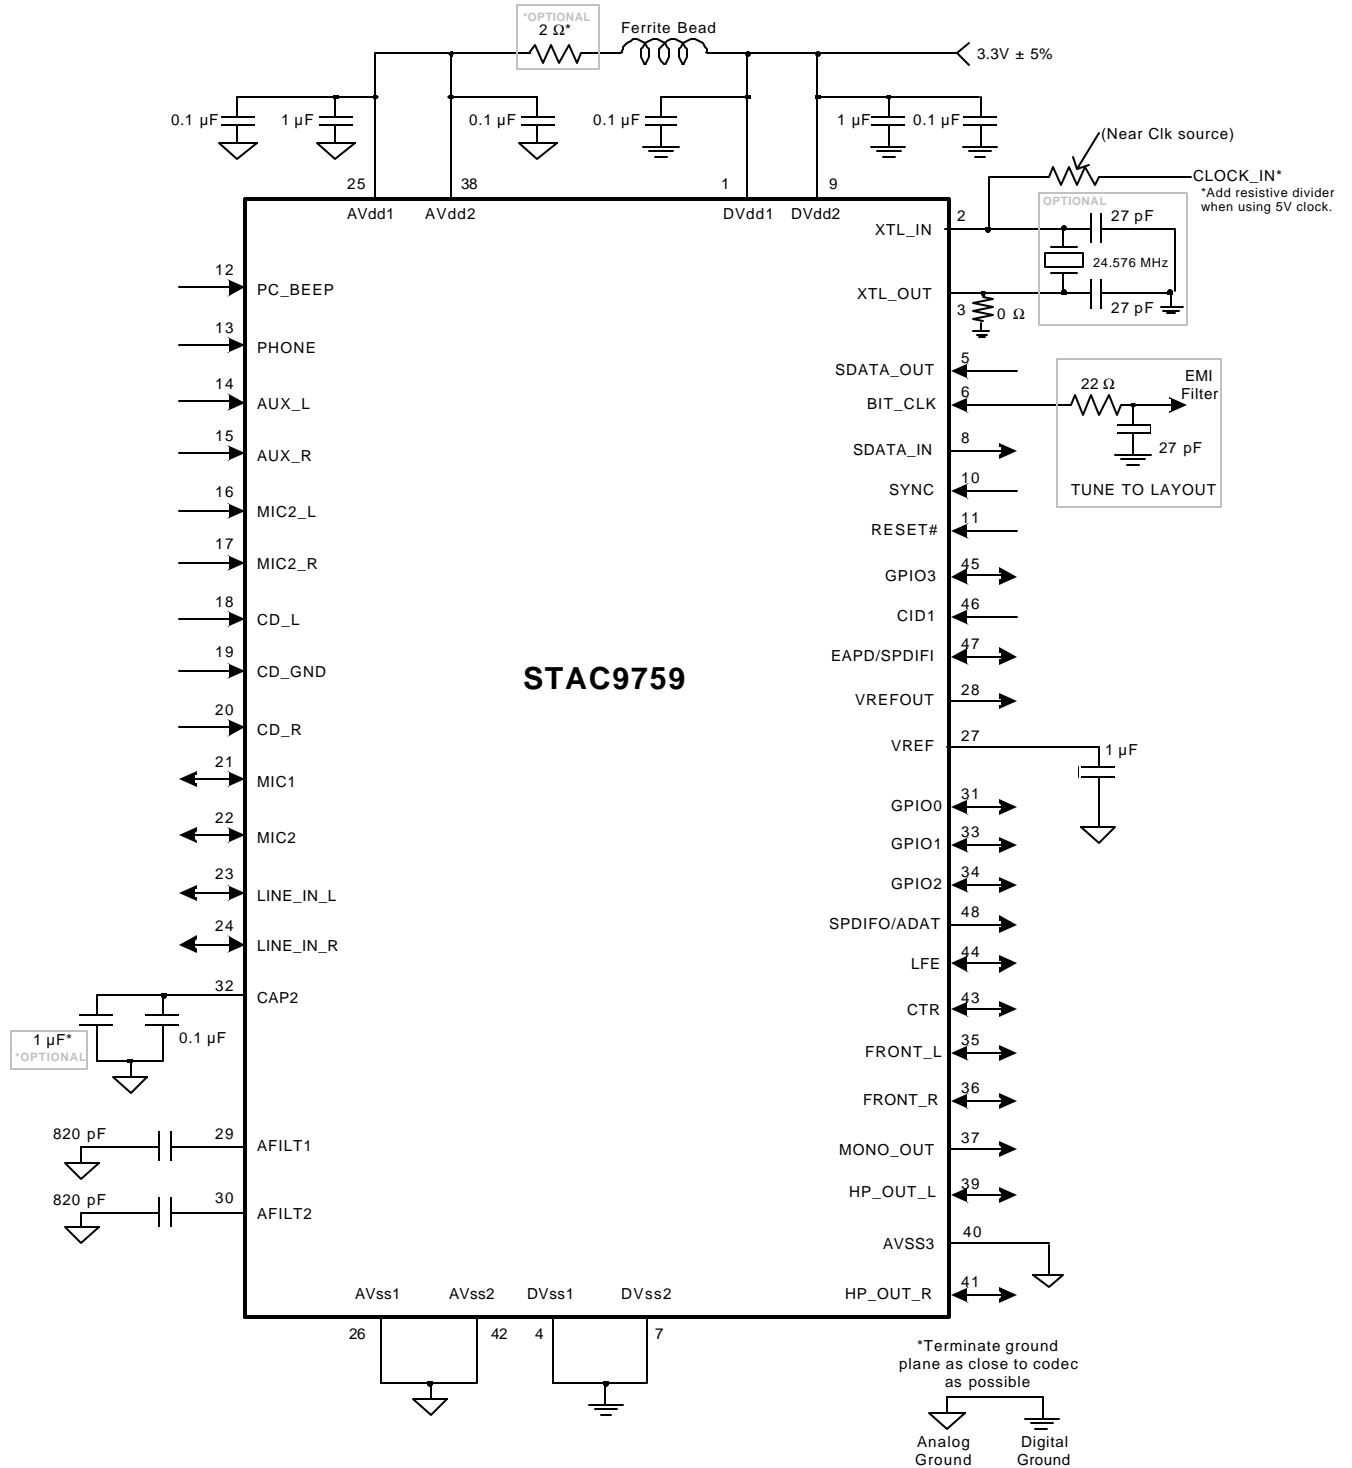 *OPTIONAL
2 Ω*
Ferrite Bead
3.3V ± 5%
0.1 µF
1 µF
0.1 µF
0.1 µF
1 µF
0.1 µF
(Near Clk source)
CLOCK_IN*
*Add resistive divider
when using 5V clock.
25
38
1
9
AVdd1
AVdd2
DVdd1
DVdd2
OPTIONAL
2
XTL_IN
27 pF
24.576 MHz
XTL_OUT
3
0 Ω
27 pF
12
PC_BEEP
13
PHONE
14
AUX_L
15
AUX_R
16
MIC2_L
17
MIC2_R
18
CD_L
19
CD_GND
20
CD_R
21
MIC1
22
MIC2
23
LINE_IN_L
24
LINE_IN_R
32
CAP2
1 µF*
*OPTIONAL
0.1 µF
820 pF
29
AFILT1
820 pF
30
AFILT2
STAC9759
5
SDATA_OUT
6
BIT_CLK
22 Ω
EMI
Filter
27 pF
TUNE TO LAYOUT
8
SDATA_IN
10
SYNC
11
RESET#
45
GPIO3
46
CID1
47
EAPD/SPDIFI
28
VREFOUT
27
VREF
1 µF
31
GPIO0
33
GPIO1
34
GPIO2
48
SPDIFO/ADAT
44
LFE
43
CTR
35
FRONT_L
36
FRONT_R
37
MONO_OUT
39
HP_OUT_L
40
AVSS3
41
HP_OUT_R
AVss1
AVss2
DVss1
DVss2
26
42
4
7
*Terminate ground
plane as close to codec
as possible
Analog
Ground
Digital
Ground